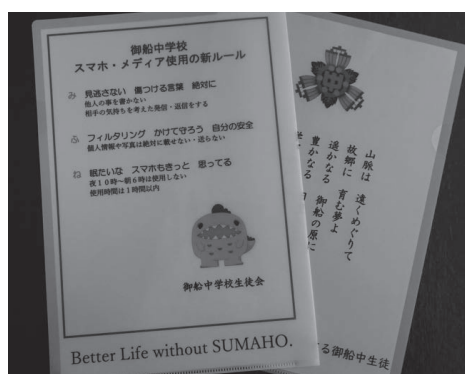 御船中学校
スマホ・メディア使用の新ルール
み 見逃さない 傷つける言葉 絶対に
他人の事を書かない
相手の気持ちを考えた発信・返信をする
ふ フィルタリング かけて守ろう 自分の安全
個人情報や写真は絶対に載せない・送らない
ね 眠たいな スマホもきっと 思ってる
夜10時~朝6時は使用しない
使用時間は1時間以内
御船中学校生徒会
Better Life without SUMAHO.
山脈は 遠くめぐりて
故郷に 育む夢よ
遥かなる
豊かなる 御船の原に
る御船中生徒